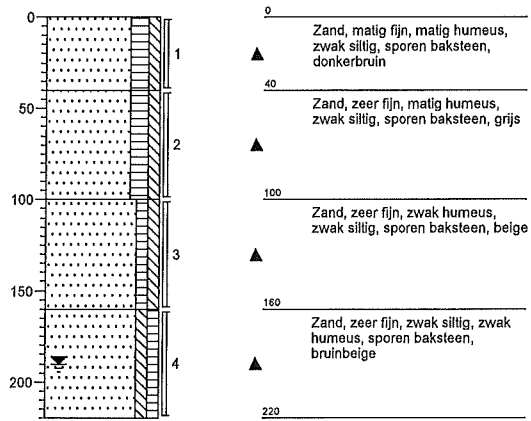 0
50
100
150
200
1
2
3
4
0
Zand, matig fijn, matig humeus,
zwak siltig, sporen baksteen,
donkerbruin
40
Zand, zeer fijn, matig humeus,
zwak siltig, sporen baksteen, grijs
100
Zand, zeer fijn, zwak humeus,
zwak siltig, sporen baksteen, beige
160
Zand, zeer fijn, zwak siltig, zwak
humeus, sporen baksteen,
bruinbeige
220